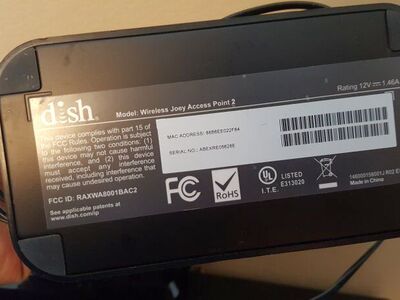 dish
Model: Wireless Joey Access Point 2
Rating 12V ⎓ 1.46A
This device complies with part 15 of
the FCC Rules. Operation is subject
to the following two conditions: (1)
this device may not cause harmful
interference, and (2) this device
must accept any interference
received, including interference that
may cause undesired operation.
MAC ADDRESS: 86B6EE022F84
SERIAL NO.: ABEXRE05626E
FCC ID: RAXWA8001BAC2
See applicable patents at
www.dish.com/ip
FC
RoHS
UL
LISTED
I.T.E. E313020
Made in China